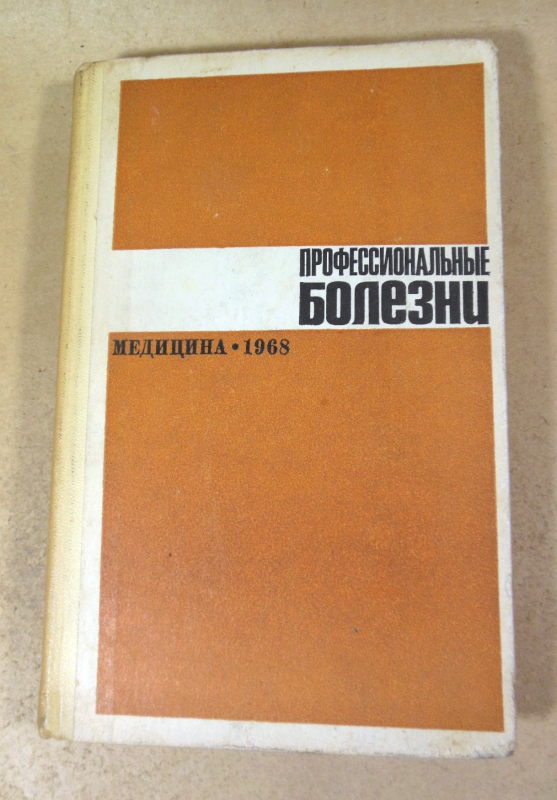 ПРОФЕССИОНАЛЬНЫЕ
БОЛЕЗНИ
МЕДИЦИНА • 1968